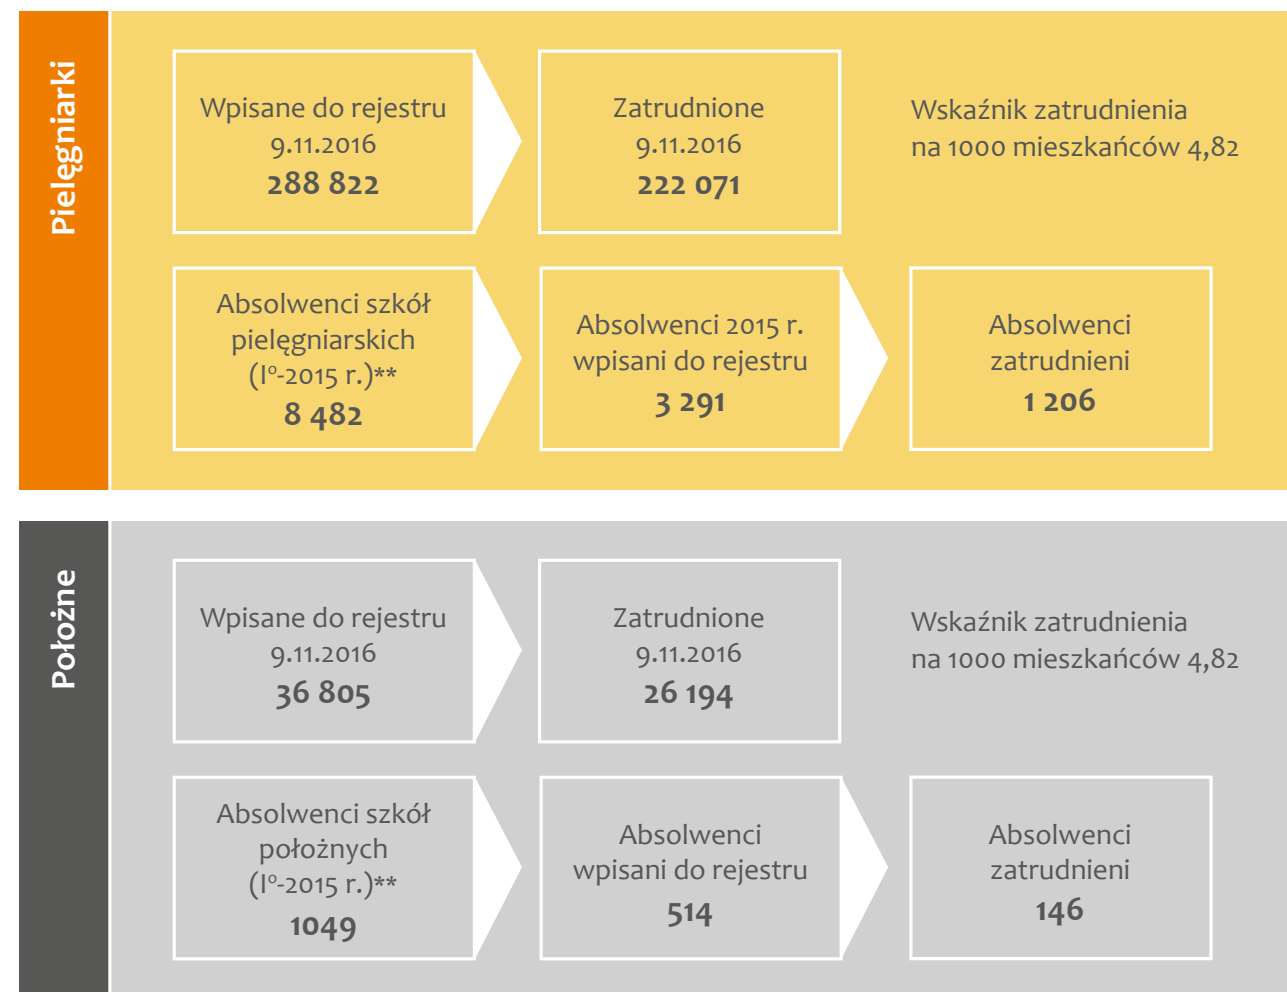 Pielęgniarki
Wpisane do rejestru
9.11.2016
288 822
Zatrudnione
9.11.2016
222 071
Wskaźnik zatrudnienia
na 1000 mieszkańców 4,82
Absolwenci szkół
pielęgniarskich
(I°-2015 r.)**
8 482
Absolwenci 2015 r.
wpisani do rejestru
3 291
Absolwenci
zatrudnieni
1 206
Położne
Wpisane do rejestru
9.11.2016
36 805
Zatrudnione
9.11.2016
26 194
Wskaźnik zatrudnienia
na 1000 mieszkańców 4,82
Absolwenci szkół
położnych
(I°-2015 r.)**
1049
Absolwenci
wpisani do rejestru
514
Absolwenci
zatrudnieni
146